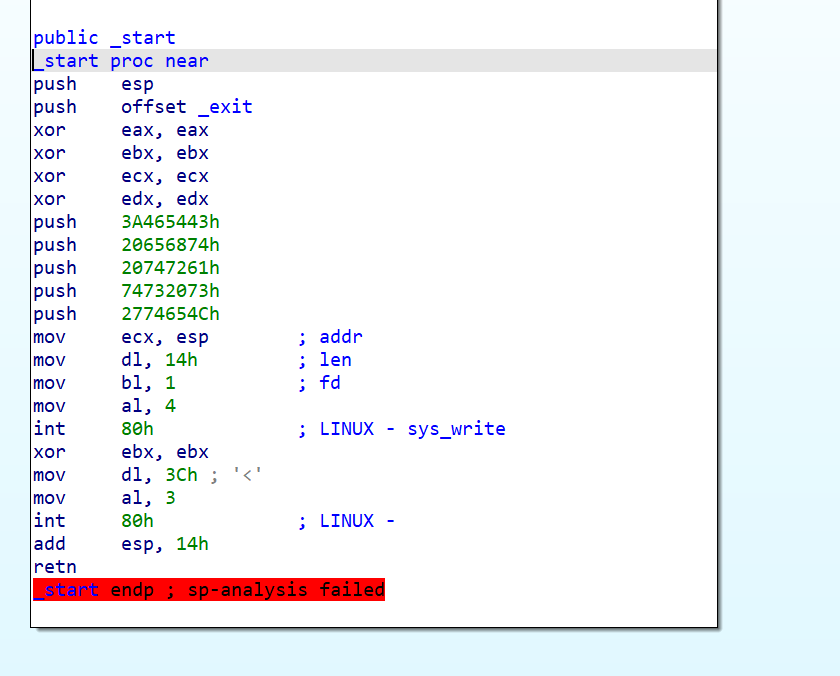 public _start
_start proc near
push esp
push offset _exit
xor eax, eax
xor ebx, ebx
xor ecx, ecx
xor edx, edx
push 3A465443h
push 20656874h
push 20747261h
push 74732073h
push 2774654Ch
mov ecx, esp ; addr
mov dl, 14h ; len
mov bl, 1 ; fd
mov al, 4
int 80h ; LINUX - sys_write
xor ebx, ebx
mov dl, 3Ch ; '<'
mov al, 3
int 80h ; LINUX -
add esp, 14h
retn
_start endp ; sp-analysis failed